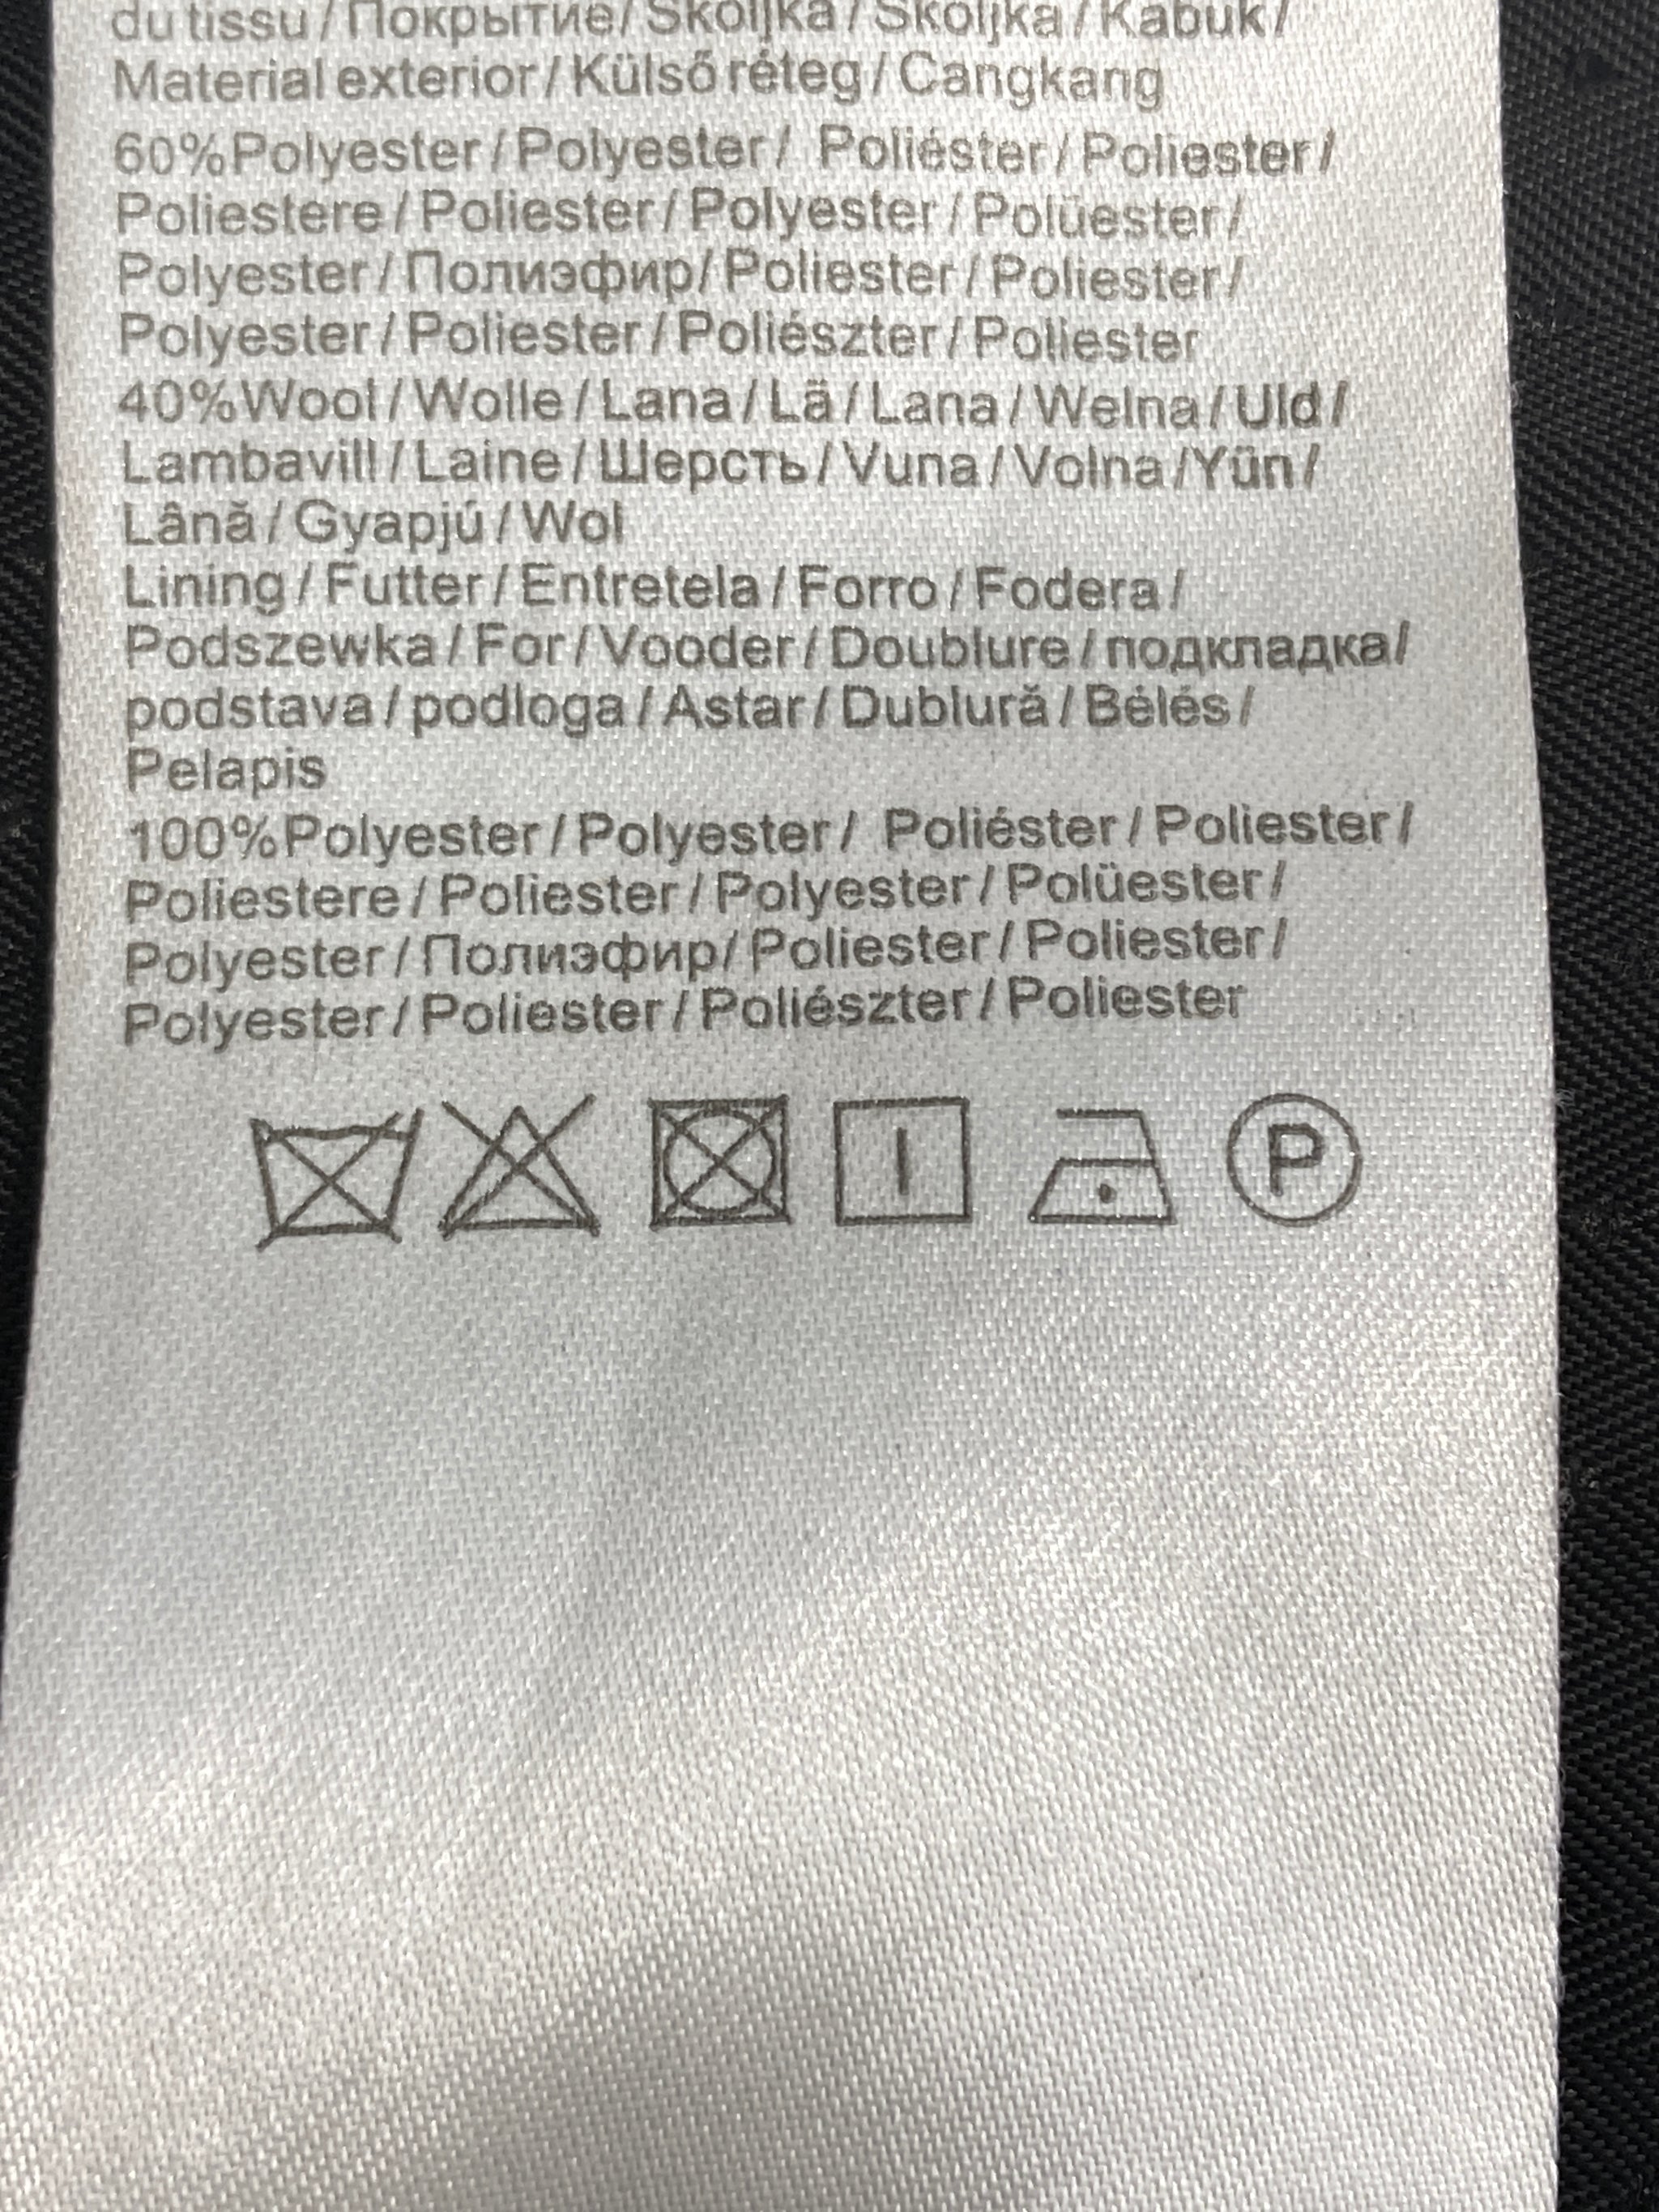 du tissu / Покрытие/ Skoljka / Skoljka / Kabuk /
Material exterior / Külső réteg / Cangkang
60%Polyester / Polyester / Poliéster / Poliester /
Poliestere / Poliester / Polyester / Polüester /
Polyester / Полиэфир/ Poliester / Poliester /
Polyester / Poliester / Poliészter / Poliester
40%Wool / Wolle / Lana / Lä / Lana / Welna / Uld /
Lambavill / Laine / Шерсть / Vuna / Volna /Yün /
Lână / Gyapjú / Wol
Lining / Futter / Entretela / Forro / Fodera /
Podszewka / For / Vooder / Doublure / подкладка/
podstava / podloga / Astar / Dublură / Bélés /
Pelapis
100%Polyester / Polyester / Poliéster / Poliester /
Poliestere / Poliester / Polyester / Polüester /
Polyester / Полиэфир/ Poliester / Poliester /
Polyester / Poliester / Poliészter / Poliester
P